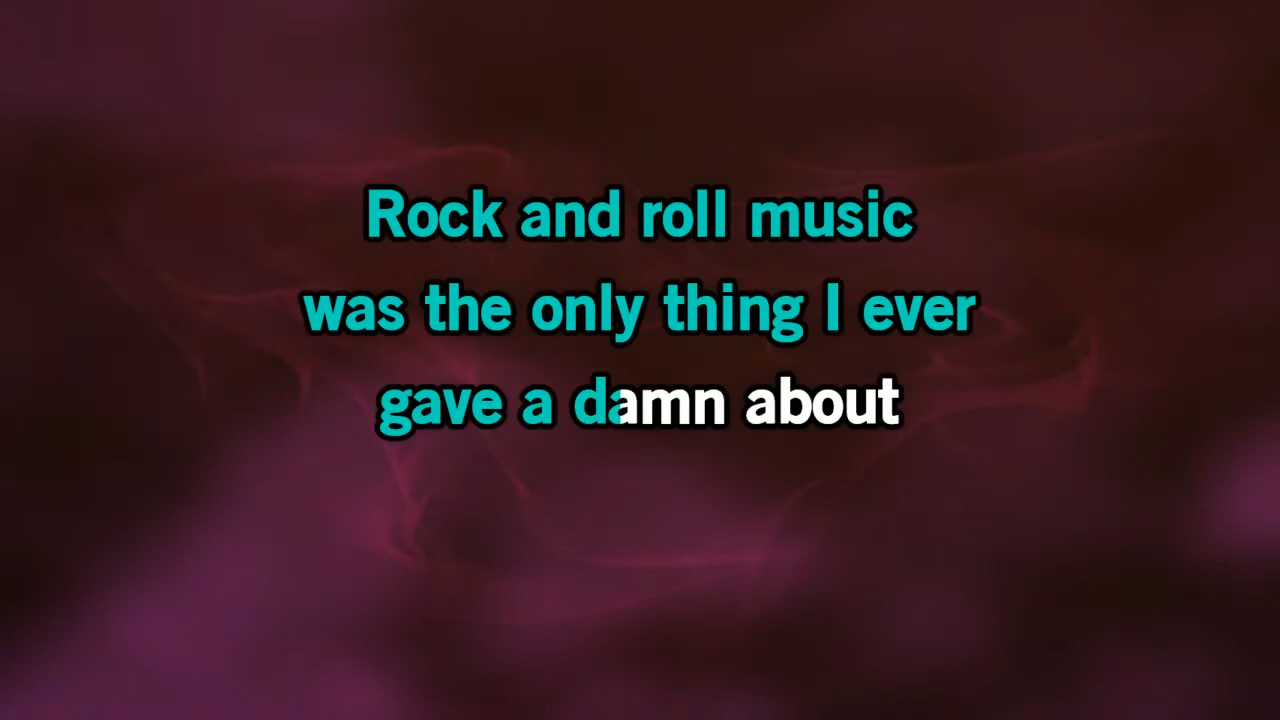 Rock and roll music
was the only thing I ever
gave a damn about